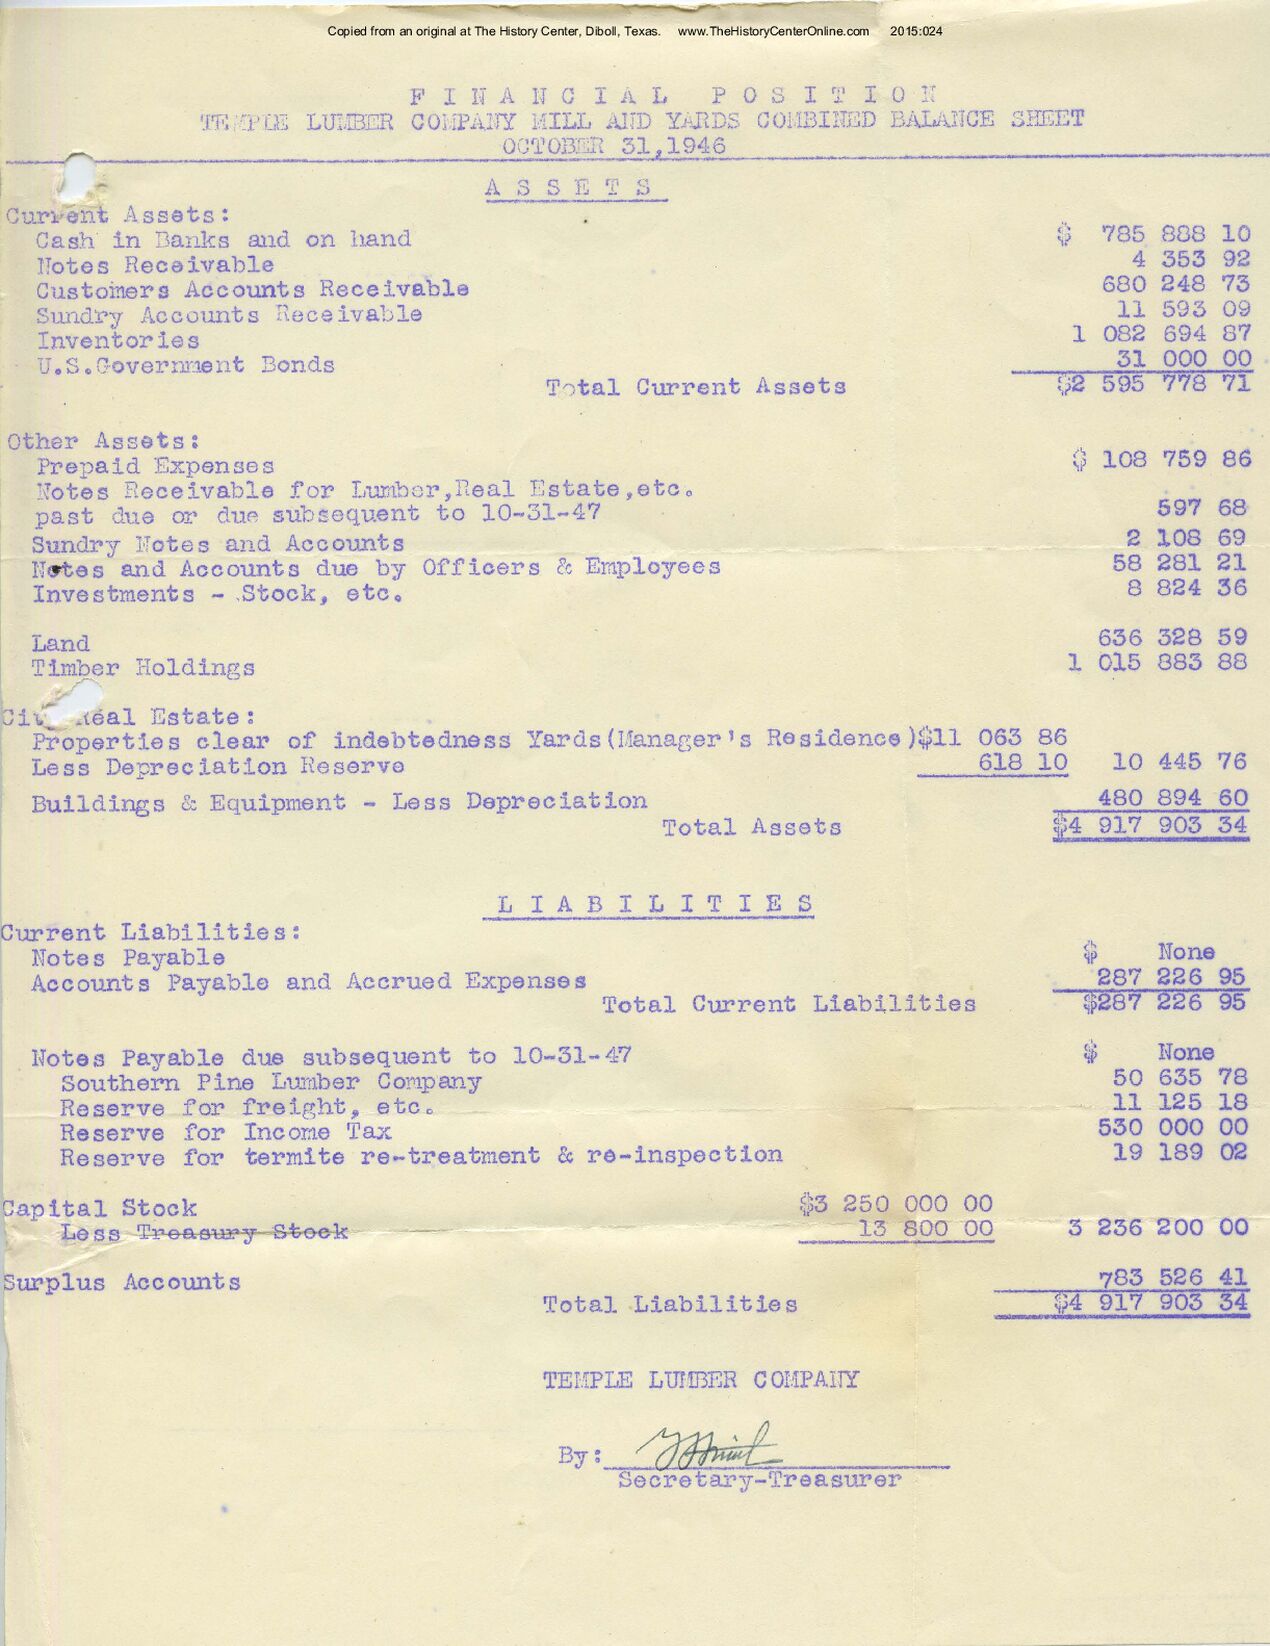 Copied from an original at The History Center, Diboll, Texas. www.TheHistoryCenterOnline.com 2015:024
FINANCIAL POSITION
TEMPLE LUMBER COMPANY MILL AND YARDS COMBINED BALANCE SHEET
OCTOBER 31,1946
ASSETS
Current Assets:
Cash in Banks and on hand $ 785 888 10
Notes Receivable 4 353 92
Customers Accounts Receivable 680 248 73
Sundry Accounts Receivable 11 593 09
Inventories 1 082 694 87
U.S.Government Bonds 31 000 00
Total Current Assets $2 595 778 71
Other Assets:
Prepaid Expenses $ 108 759 86
Notes Receivable for Lumber,Real Estate,etc.
past due or due subsequent to 10-31-47 597 68
Sundry Notes and Accounts 2 108 69
Notes and Accounts due by Officers & Employees 58 281 21
Investments - Stock, etc. 8 824 36
Land 636 328 59
Timber Holdings 1 015 883 88
Cit Real Estate:
Properties clear of indebtedness Yards(Manager's Residence)$11 063 86
Less Depreciation Reserve 618 10 10 445 76
Buildings & Equipment - Less Depreciation 480 894 60
Total Assets $4 917 903 34
LIABILITIES
Current Liabilities:
Notes Payable $ None
Accounts Payable and Accrued Expenses 287 226 95
Total Current Liabilities $287 226 95
Notes Payable due subsequent to 10-31-47 $ None
Southern Pine Lumber Company 50 635 78
Reserve for freight, etc. 11 125 18
Reserve for Income Tax 530 000 00
Reserve for termite re-treatment & re-inspection 19 189 02
Capital Stock $3 250 000 00
Less Treasury Stock 13 800 00 3 236 200 00
Surplus Accounts 783 526 41
Total Liabilities $4 917 903 34
TEMPLE LUMBER COMPANY
By:
Secretary-Treasurer